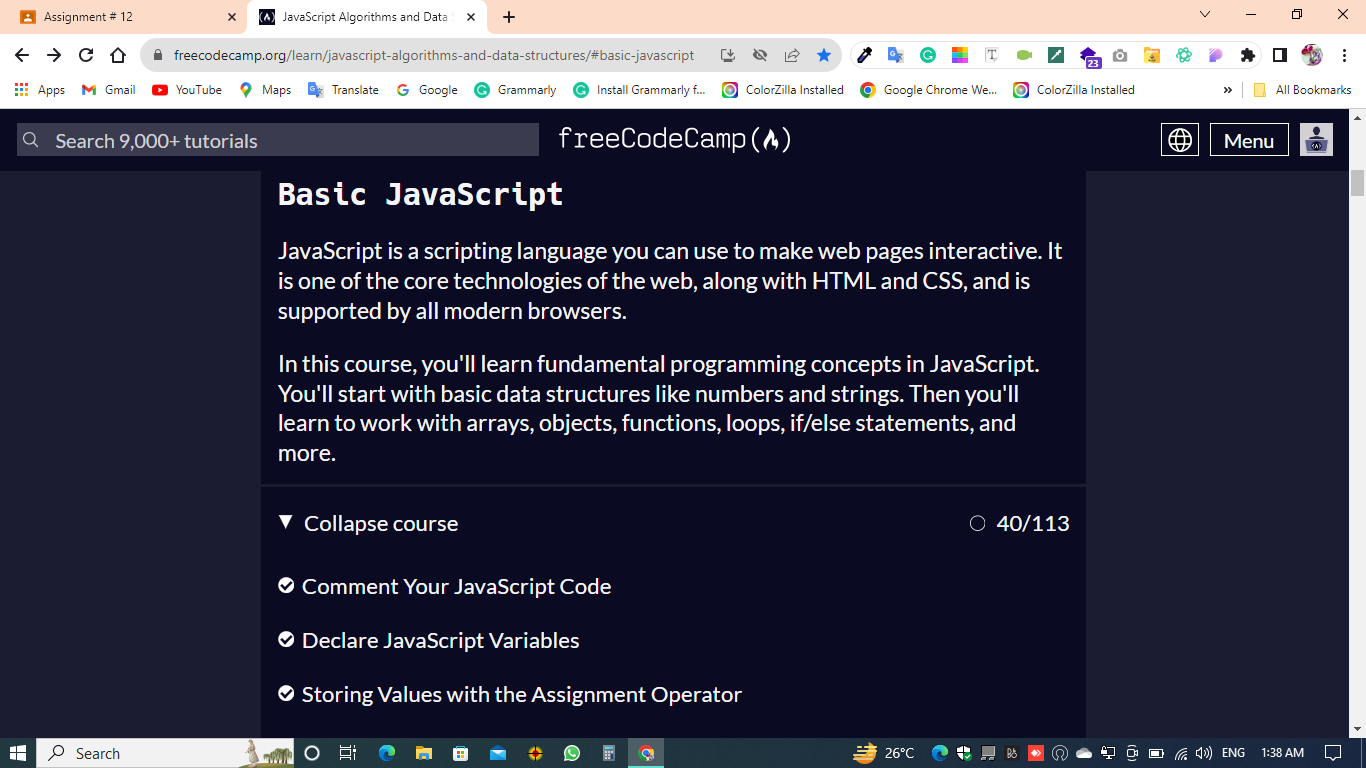 Assignment # 12
JavaScript Algorithms and Data
freecodecamp.org/learn/javascript-algorithms-and-data-structures/#basic-javascript
23
Apps
Gmail
YouTube
Maps
Translate
Google
Grammarly
Install Grammarly f...
ColorZilla Installed
Google Chrome We...
ColorZilla Installed
»
All Bookmarks
Search 9,000+ tutorials
freeCodeCamp
Menu
Basic JavaScript
JavaScript is a scripting language you can use to make web pages interactive. It
is one of the core technologies of the web, along with HTML and CSS, and is
supported by all modern browsers.
In this course, you'll learn fundamental programming concepts in JavaScript.
You'll start with basic data structures like numbers and strings. Then you'll
learn to work with arrays, objects, functions, loops, if/else statements, and
more.
Collapse course
40/113
Comment Your JavaScript Code
Declare JavaScript Variables
Storing Values with the Assignment Operator
Search
26°C
ENG
1:38 AM